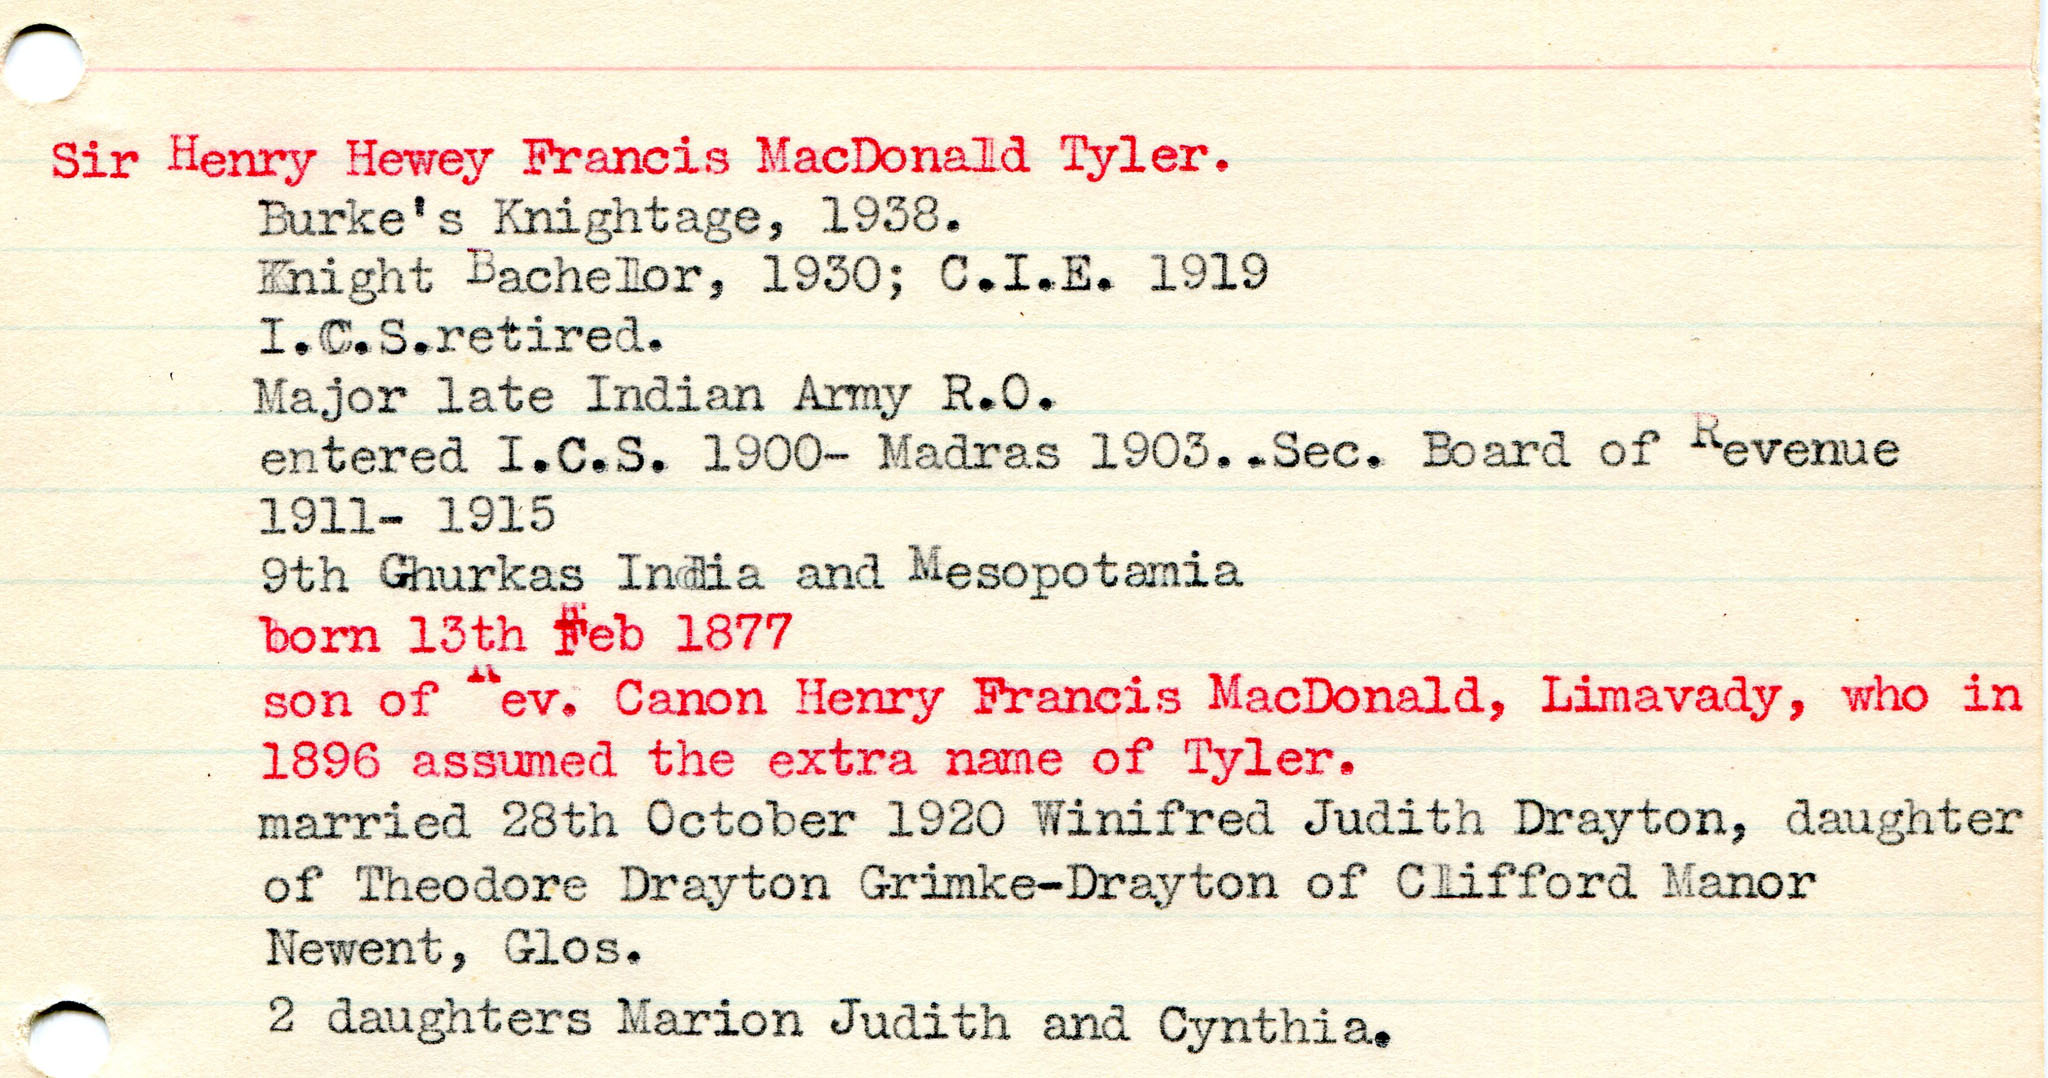 Sir Henry Hewey Francis MacDonald Tyler.
Burke's Knightage, 1938.
Knight Bachellor, 1930; C.I.E. 1919
I.C.S.retired.
Major late Indian Army R.O.
entered I.C.S. 1900- Madras 1903..Sec. Board of Revenue
1911- 1915
9th Ghurkas India and Mesopotamia
born 13th Feb 1877
son of Rev. Canon Henry Francis MacDonald, Limavady, who in
1896 assumed the extra name of Tyler.
married 28th October 1920 Winifred Judith Drayton, daughter
of Theodore Drayton Grimke-Drayton of Clifford Manor
Newent, Glos.
2 daughters Marion Judith and Cynthia.